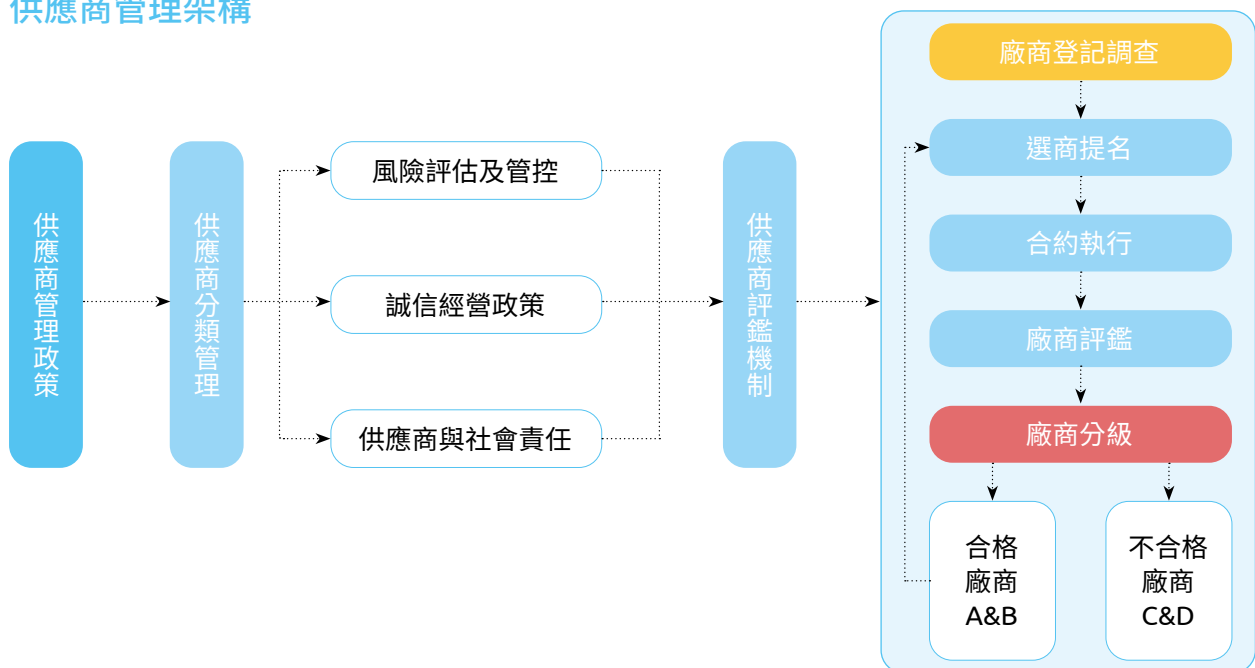 供應商管理架構
供應商管理政策
供應商分類管理
風險評估及管控
誠信經營政策
供應商與社會責任
供應商評鑑機制
廠商登記調查
選商提名
合約執行
廠商評鑑
廠商分級
合格
廠商
A&B
不合格
廠商
C&D